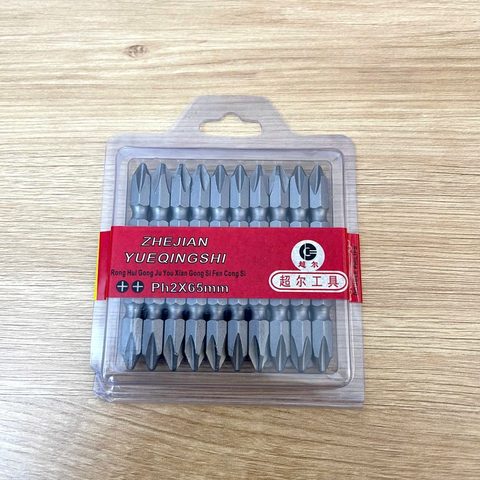 ZHEJIAN
YUEQINGSHI
Rong Hui Gong Ju You Xian Gong Si Fen Cong Si
Ph2X65mm
超尔
超尔工具